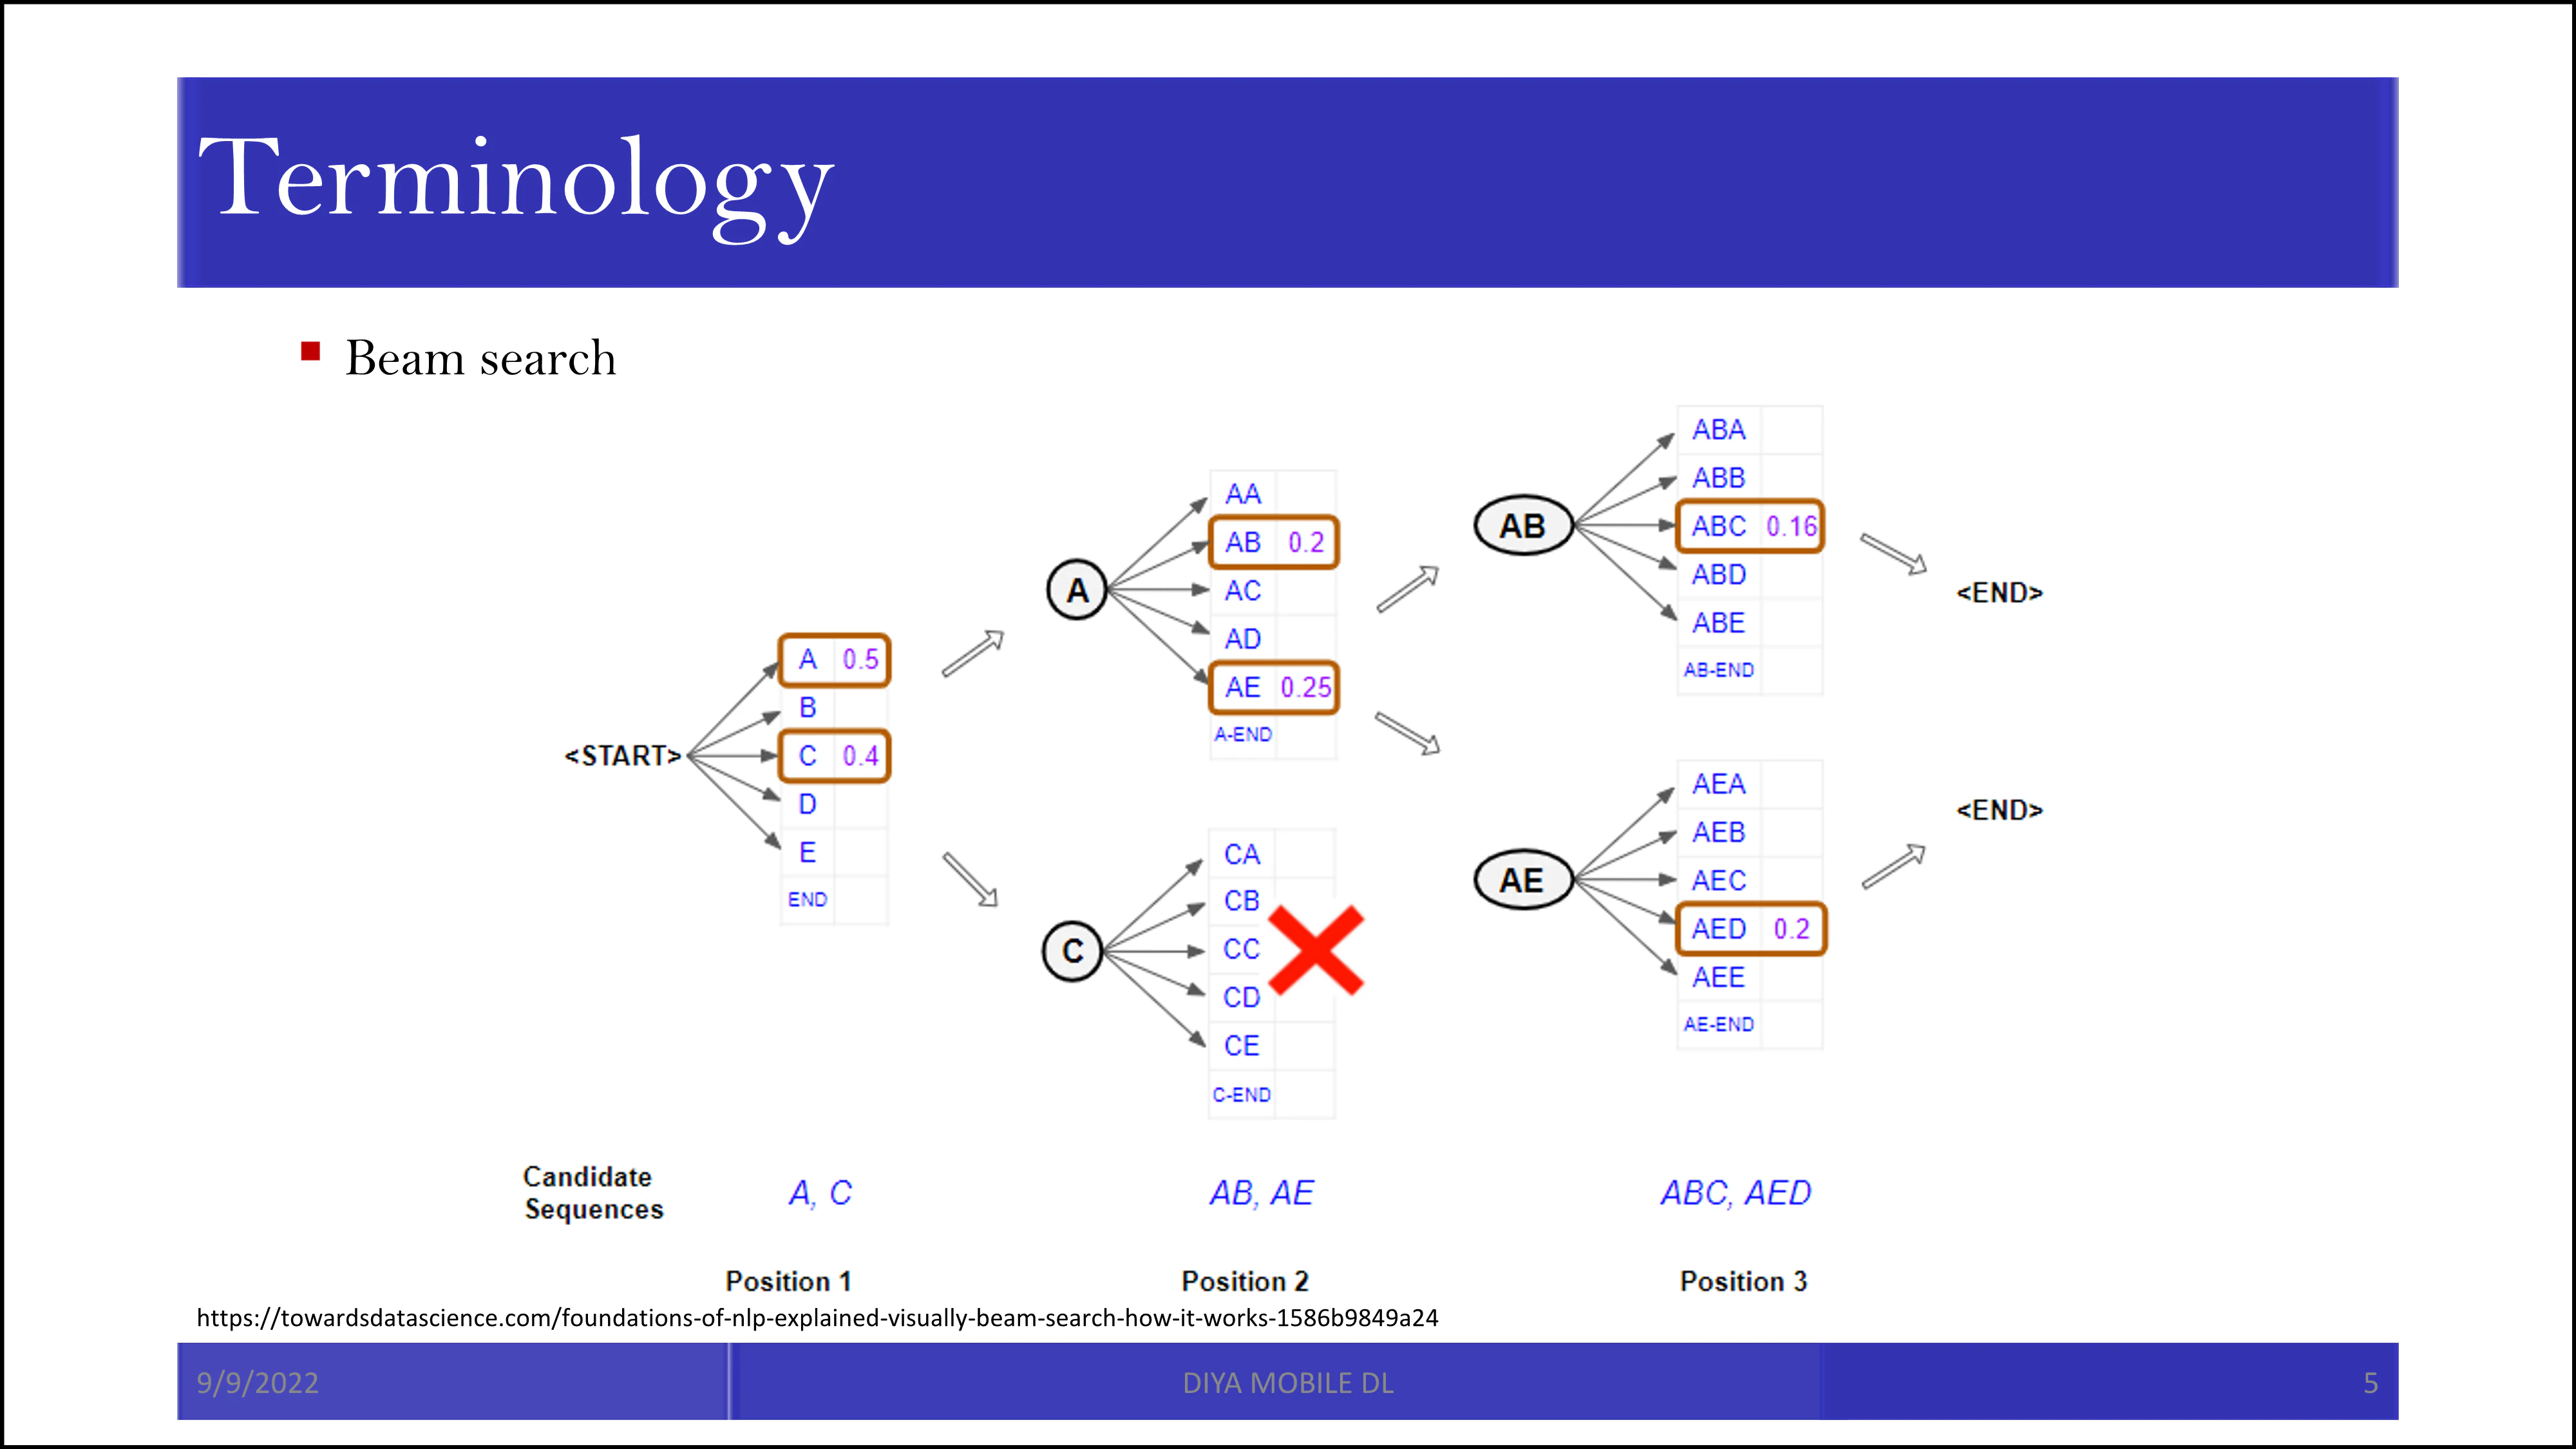 Terminology
Beam search
<START>
A 0.5
B
C 0.4
D
E
END
A
AA
AB 0.2
AC
AD
AE 0.25
A-END
C
CA
CB
CC
CD
CE
C-END
AB
ABA
ABB
ABC 0.16
ABD
ABE
AB-END
<END>
AE
AEA
AEB
AEC
AED 0.2
AEE
AE-END
<END>
Candidate
Sequences
A, C
AB, AE
ABC, AED
Position 1
Position 2
Position 3
https://towardsdatascience.com/foundations-of-nlp-explained-visually-beam-search-how-it-works-1586b9849a24
9/9/2022
DIYA MOBILE DL
5